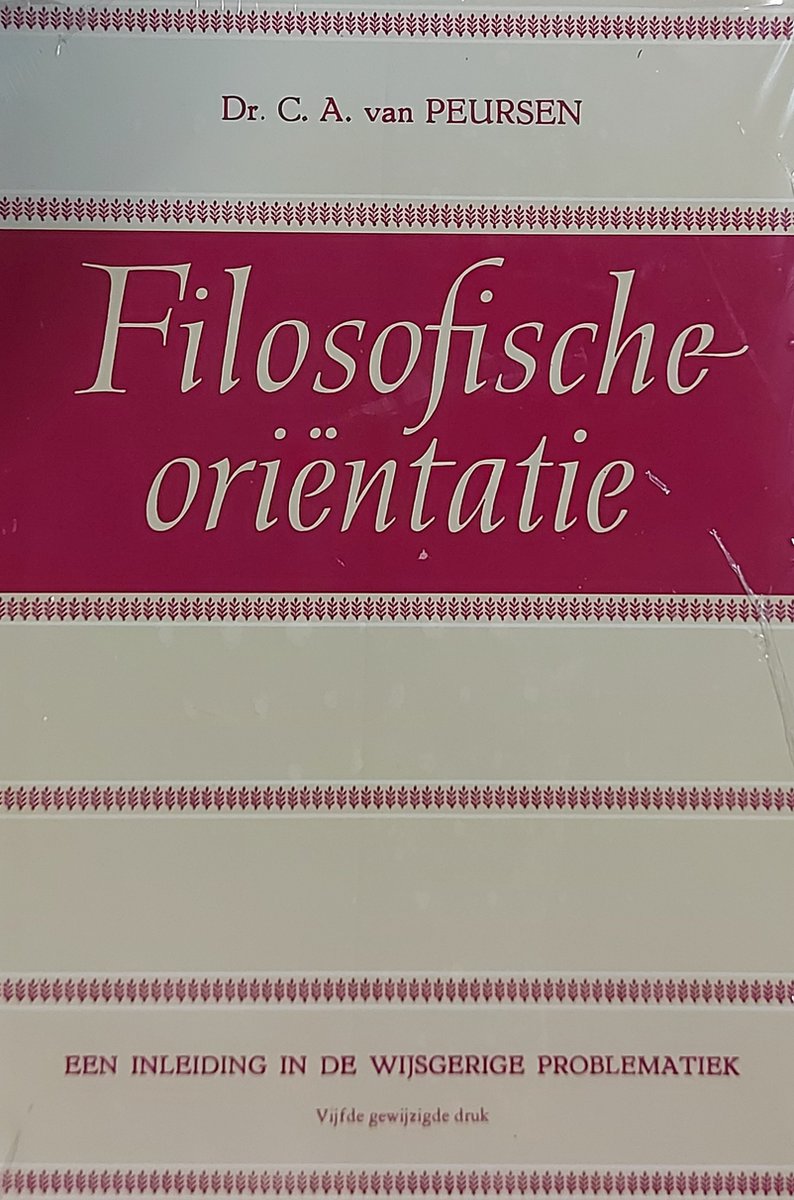 Dr. C. A. van PEURSEN
Filosofische
oriëntatie
EEN INLEIDING IN DE WIJSGERIGE PROBLEMATIEK
Vijfde gewijzigde druk